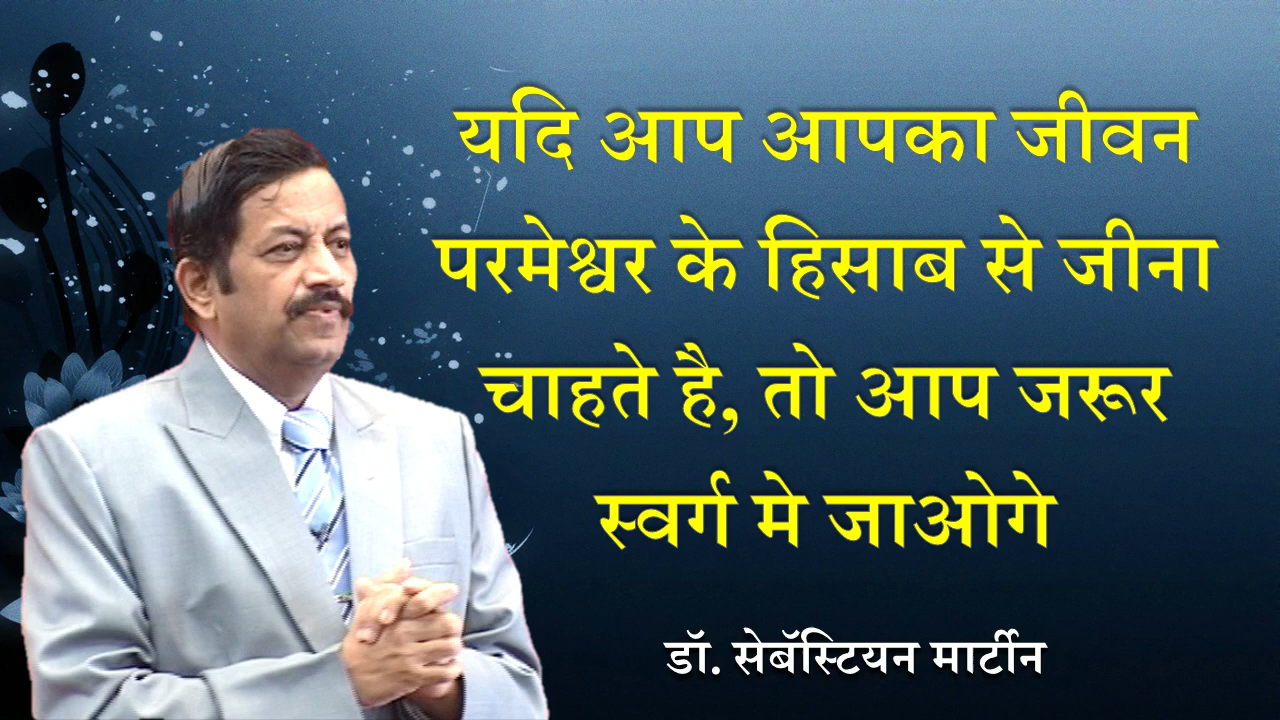 यदि आप आपका जीवन
परमेश्वर के हिसाब से जीना
चाहते है, तो आप जरूर
स्वर्ग मे जाओगे
डॉ. सेबॅस्टियन मार्टीन